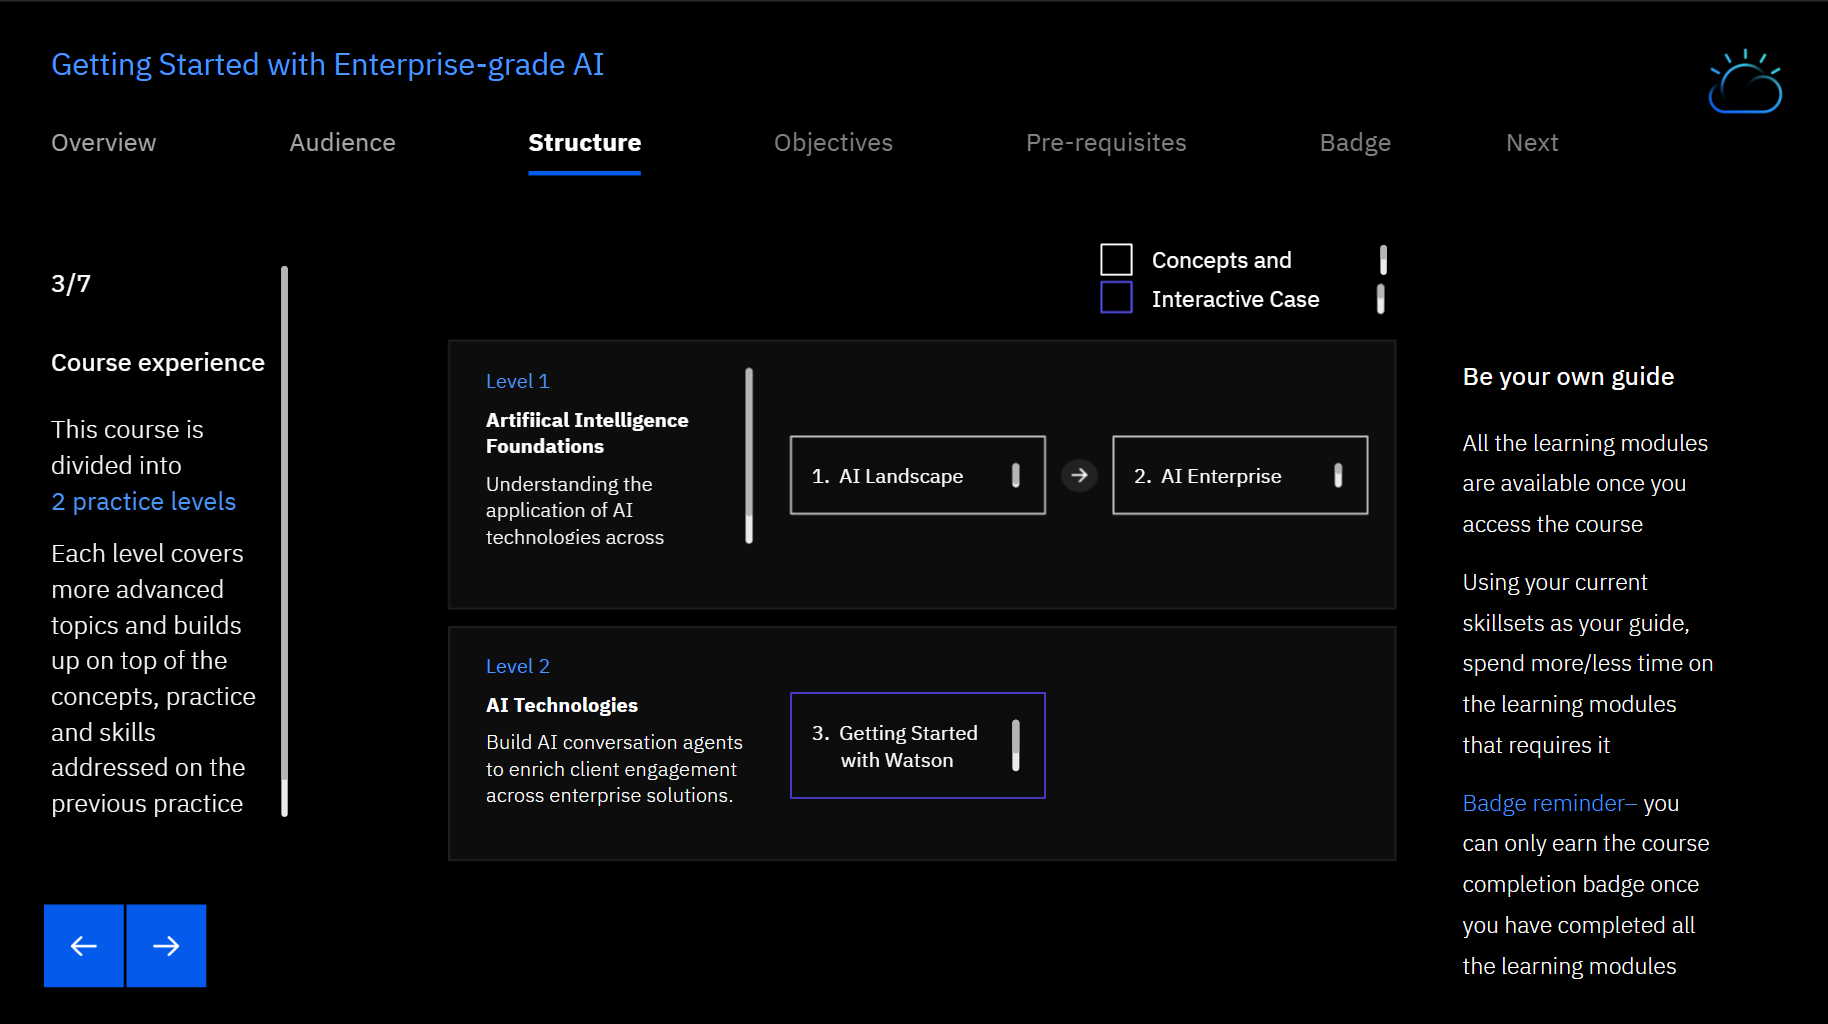 Getting Started with Enterprise-grade AI
Overview
Audience
Structure
Objectives
Pre-requisites
Badge
Next
3/7
Course experience
This course is
divided into
2 practice levels
Each level covers
more advanced
topics and builds
up on top of the
concepts, practice
and skills
addressed on the
previous practice
Concepts and
Interactive Case
Level 1
Artifiical Intelligence
Foundations
Understanding the
application of AI
technologies across
1. AI Landscape
2. AI Enterprise
Level 2
AI Technologies
Build AI conversation agents
to enrich client engagement
across enterprise solutions.
3. Getting Started
with Watson
Be your own guide
All the learning modules
are available once you
access the course
Using your current
skillsets as your guide,
spend more/less time on
the learning modules
that requires it
Badge reminder– you
can only earn the course
completion badge once
you have completed all
the learning modules